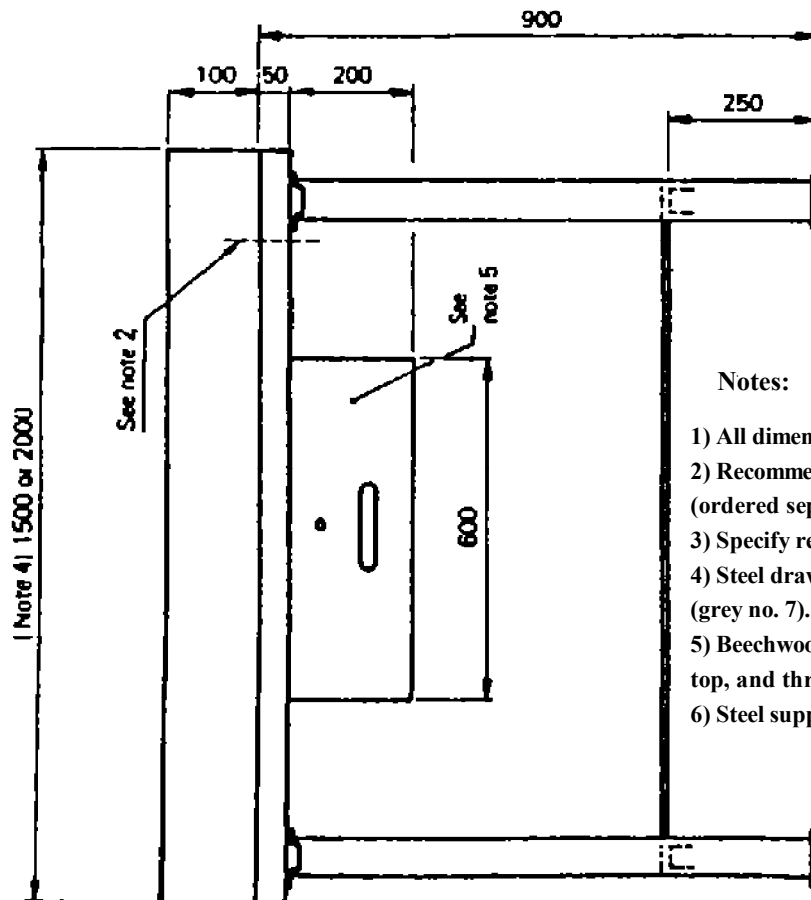 900
100 50 200
250
See note 2
See
note 5
(Note 4) 1500 or 2000
600
Notes:
1) All dimen
2) Recomme
(ordered sep
3) Specify re
4) Steel draw
(grey no. 7).
5) Beechwoo
top, and thr
6) Steel supp